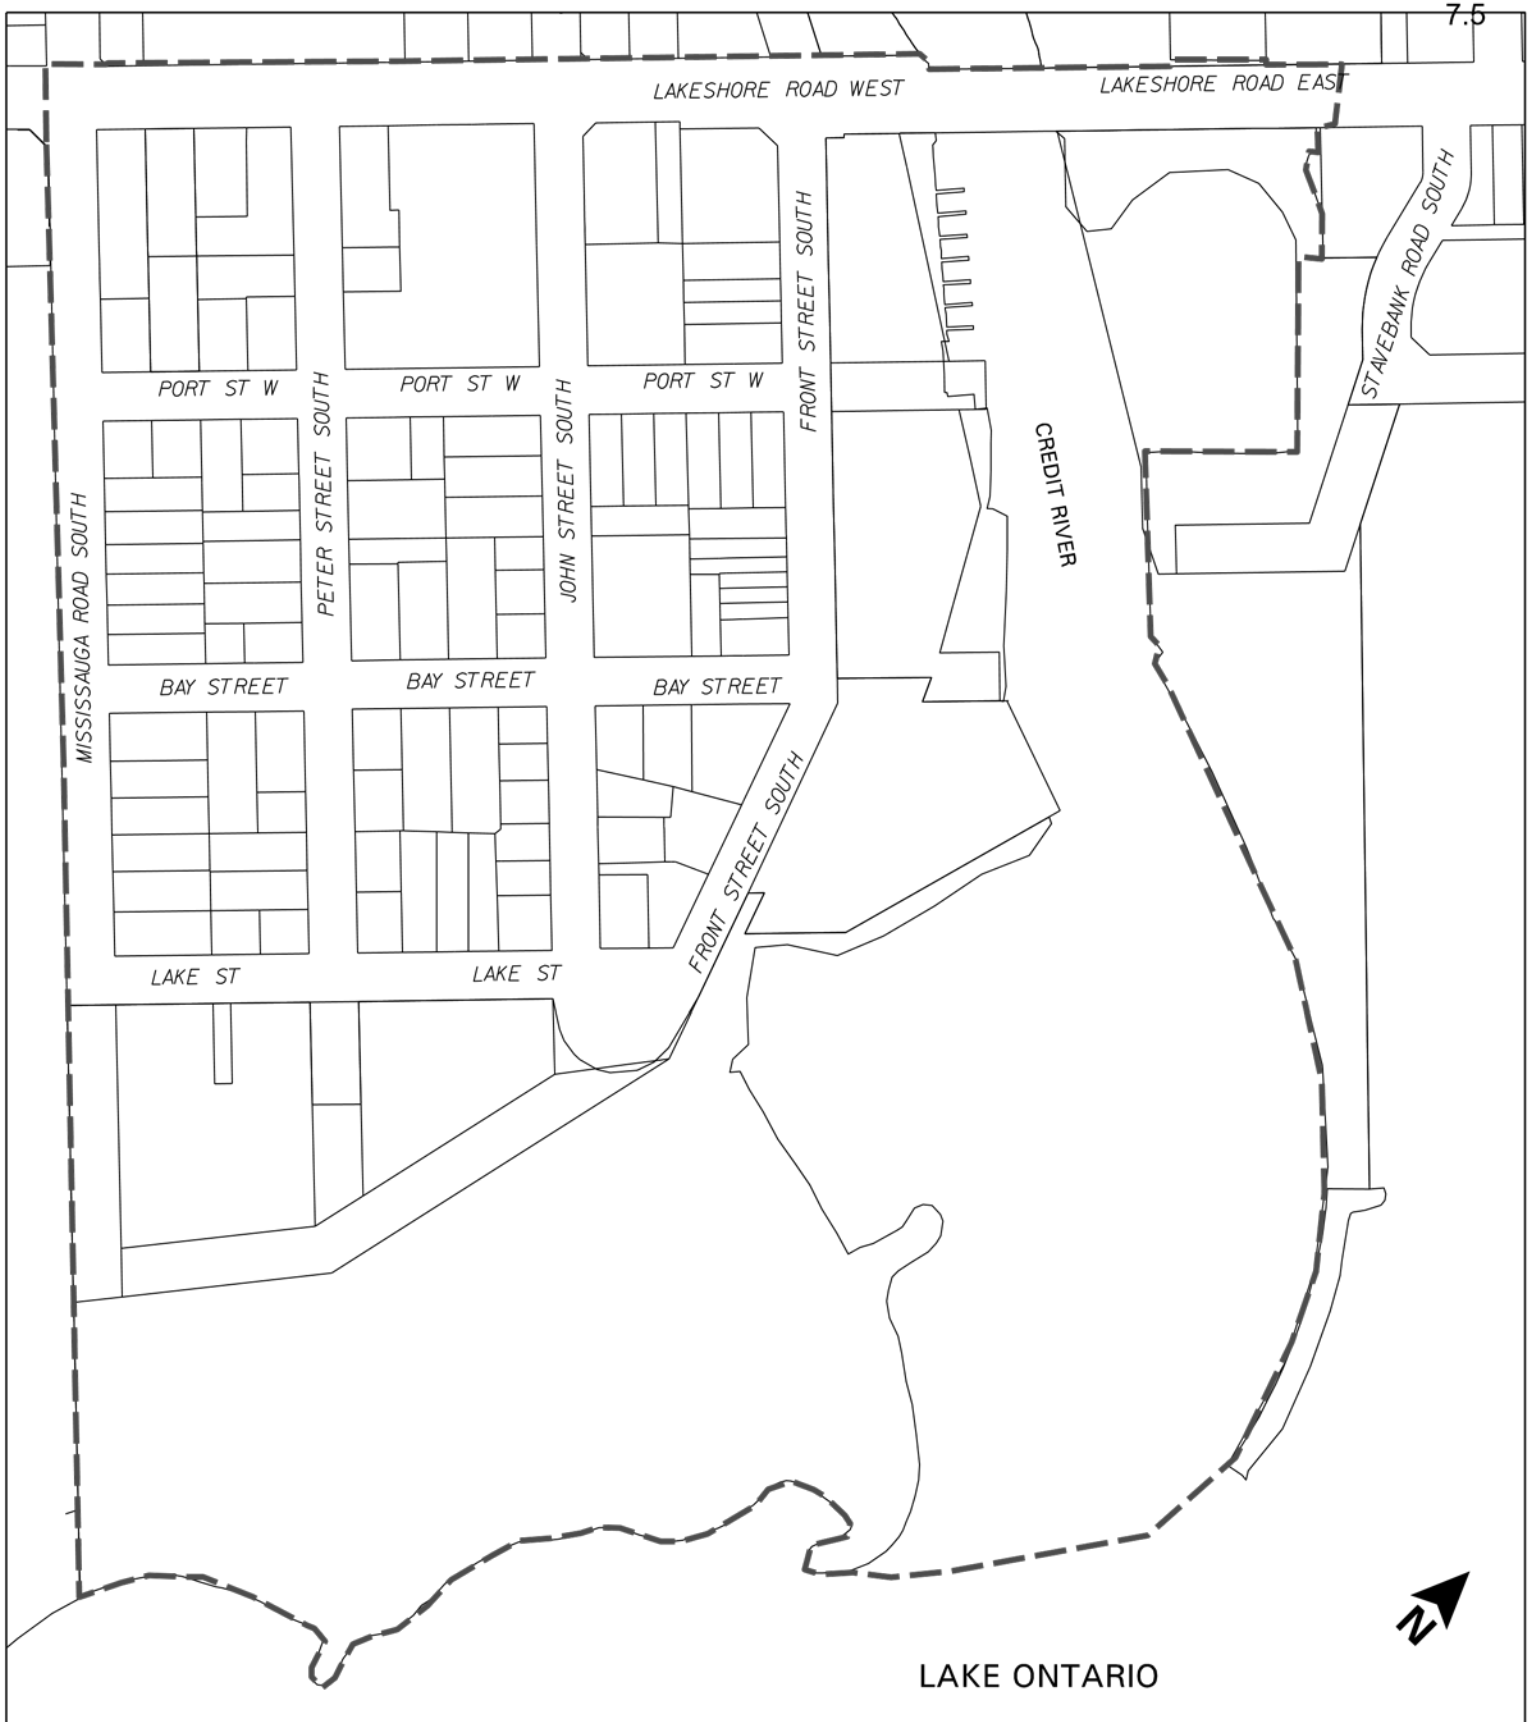 7.5
LAKESHORE ROAD WEST
LAKESHORE ROAD EAST
STAVEBANK ROAD SOUTH
FRONT STREET SOUTH
PORT ST W
PORT ST W
PORT ST W
PETER STREET SOUTH
JOHN STREET SOUTH
CREDIT RIVER
MISSISSAUGA ROAD SOUTH
BAY STREET
BAY STREET
BAY STREET
FRONT STREET SOUTH
LAKE ST
LAKE ST
N
LAKE ONTARIO